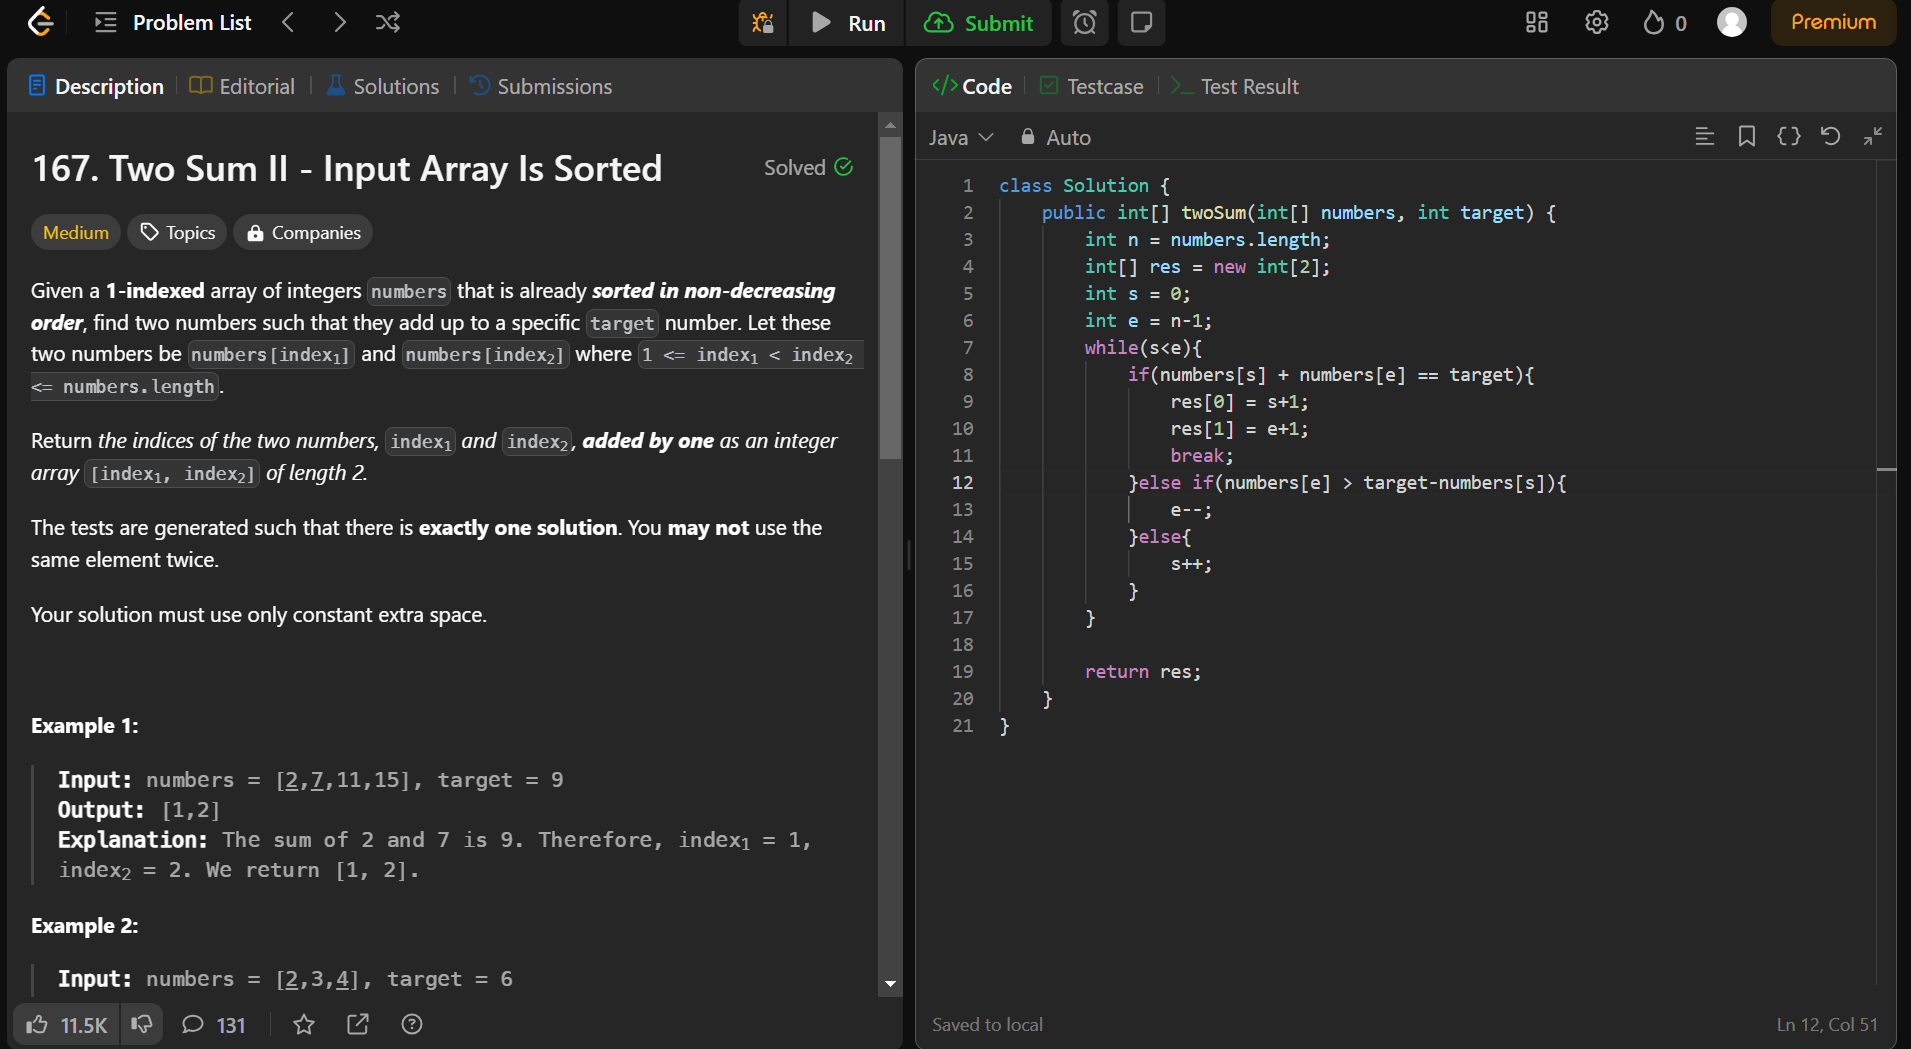 Problem List
Run
Submit
0
Premium
Description
Editorial
Solutions
Submissions
167. Two Sum II - Input Array Is Sorted
Solved
Medium
Topics
Companies
Given a 1-indexed array of integers numbers that is already sorted in non-decreasing
order, find two numbers such that they add up to a specific target number. Let these
two numbers be numbers[index₁] and numbers[index₂] where 1 <= index₁ < index₂
<= numbers.length.
Return the indices of the two numbers, index₁ and index₂, added by one as an integer
array [index₁, index₂] of length 2.
The tests are generated such that there is exactly one solution. You may not use the
same element twice.
Your solution must use only constant extra space.
Example 1:
Input: numbers = [2,7,11,15], target = 9
Output: [1,2]
Explanation: The sum of 2 and 7 is 9. Therefore, index₁ = 1,
index₂ = 2. We return [1, 2].
Example 2:
Input: numbers = [2,3,4], target = 6
11.5K
131
</> Code
Testcase
Test Result
Java
Auto
1 class Solution {
2     public int[] twoSum(int[] numbers, int target) {
3         int n = numbers.length;
4         int[] res = new int[2];
5         int s = 0;
6         int e = n-1;
7         while(s<e){
8             if(numbers[s] + numbers[e] == target){
9                 res[0] = s+1;
10                 res[1] = e+1;
11                 break;
12             }else if(numbers[e] > target-numbers[s]){
13                 e--;
14             }else{
15                 s++;
16             }
17         }
18
19         return res;
20     }
21 }
Saved to local
Ln 12, Col 51